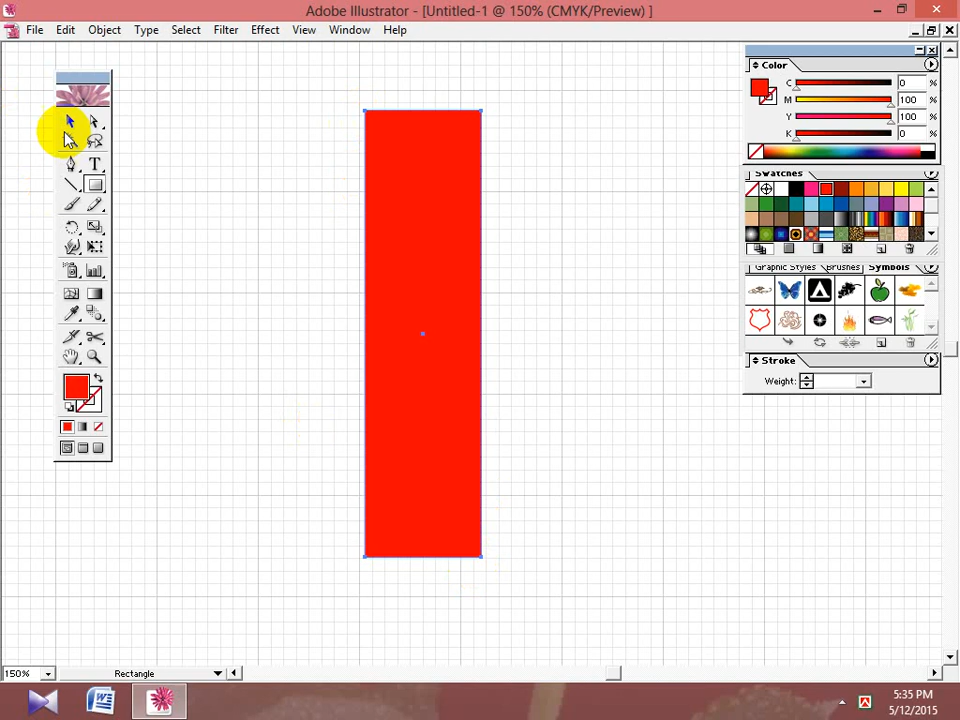 Adobe Illustrator - [Untitled-1 @ 150% (CMYK/Preview) ]
File Edit Object Type Select Filter Effect View Window Help
Color
C 0 %
M 100 %
Y 100 %
K 0 %
Swatches
T
Graphic Styles Brushes Symbols
Stroke
Weight:
150% Rectangle
W
5:35 PM
5/12/2015